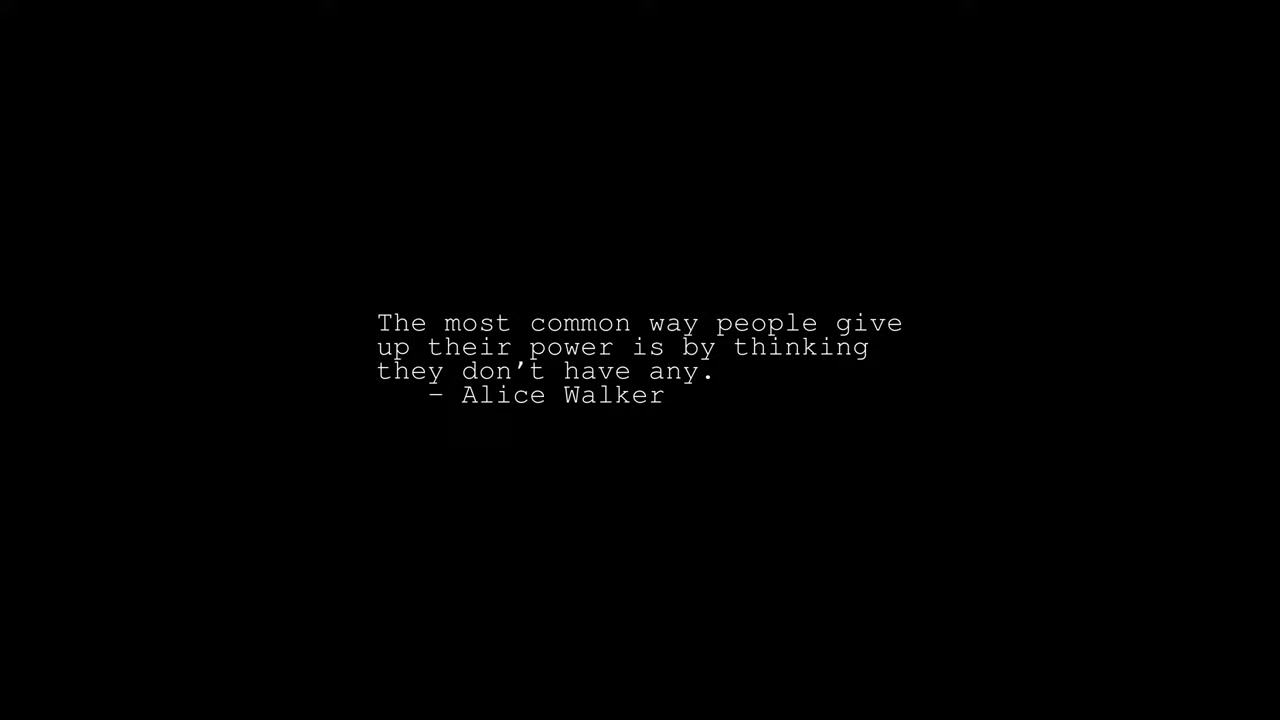 The most common way people give
up their power is by thinking
they don’t have any.
– Alice Walker